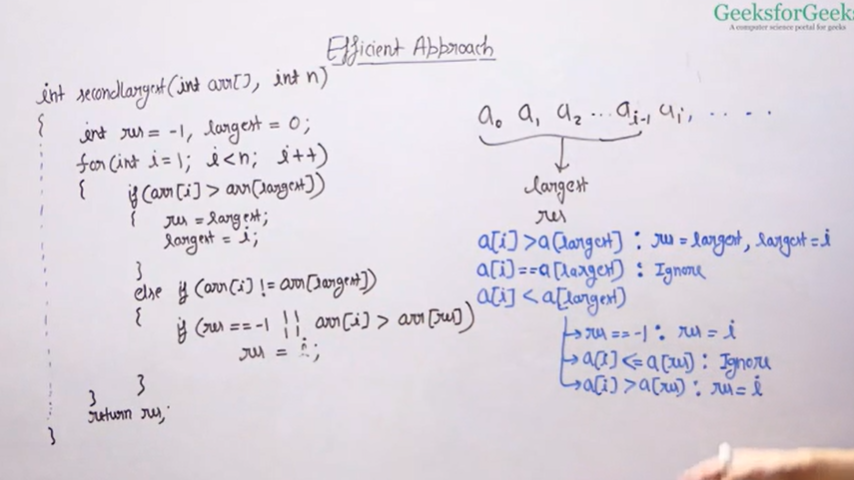 GeeksforGeeks
A computer science portal for geeks
Efficient Approach
int secondLargest(int arr[], int n)
{
int res = -1, largest = 0;
for(int i=1; i<n; i++)
{ if(arr[i] > arr[largest])
{ res = largest;
largest = i;
}
else if (arr[i] != arr[largest])
{ if (res == -1 || arr[i] > arr[res])
res = i;
}
}
return res;
}
a0 a1 a2 ... ai-1 ai, . . . . .
largest
res
a[i] > a[largest] : res = largest, largest = i
a[i] == a[largest] : Ignore
a[i] < a[largest]
→ res == -1 : res = i
→ a[i] <= a[res] : Ignore
→ a[i] > a[res] : res = i